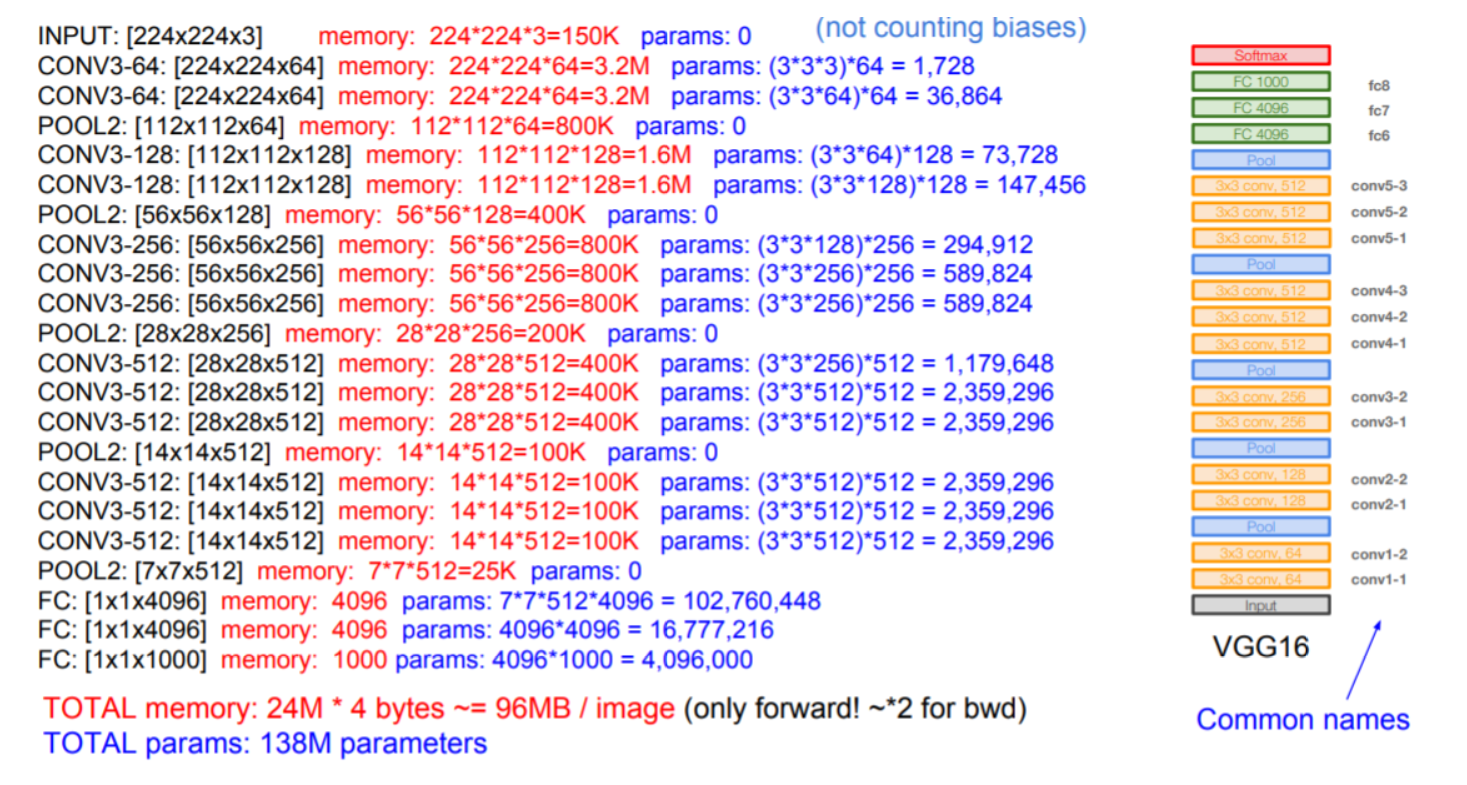 INPUT: [224x224x3] memory: 224*224*3=150K params: 0 (not counting biases)
CONV3-64: [224x224x64] memory: 224*224*64=3.2M params: (3*3*3)*64 = 1,728
CONV3-64: [224x224x64] memory: 224*224*64=3.2M params: (3*3*64)*64 = 36,864
POOL2: [112x112x64] memory: 112*112*64=800K params: 0
CONV3-128: [112x112x128] memory: 112*112*128=1.6M params: (3*3*64)*128 = 73,728
CONV3-128: [112x112x128] memory: 112*112*128=1.6M params: (3*3*128)*128 = 147,456
POOL2: [56x56x128] memory: 56*56*128=400K params: 0
CONV3-256: [56x56x256] memory: 56*56*256=800K params: (3*3*128)*256 = 294,912
CONV3-256: [56x56x256] memory: 56*56*256=800K params: (3*3*256)*256 = 589,824
CONV3-256: [56x56x256] memory: 56*56*256=800K params: (3*3*256)*256 = 589,824
POOL2: [28x28x256] memory: 28*28*256=200K params: 0
CONV3-512: [28x28x512] memory: 28*28*512=400K params: (3*3*256)*512 = 1,179,648
CONV3-512: [28x28x512] memory: 28*28*512=400K params: (3*3*512)*512 = 2,359,296
CONV3-512: [28x28x512] memory: 28*28*512=400K params: (3*3*512)*512 = 2,359,296
POOL2: [14x14x512] memory: 14*14*512=100K params: 0
CONV3-512: [14x14x512] memory: 14*14*512=100K params: (3*3*512)*512 = 2,359,296
CONV3-512: [14x14x512] memory: 14*14*512=100K params: (3*3*512)*512 = 2,359,296
CONV3-512: [14x14x512] memory: 14*14*512=100K params: (3*3*512)*512 = 2,359,296
POOL2: [7x7x512] memory: 7*7*512=25K params: 0
FC: [1x1x4096] memory: 4096 params: 7*7*512*4096 = 102,760,448
FC: [1x1x4096] memory: 4096 params: 4096*4096 = 16,777,216
FC: [1x1x1000] memory: 1000 params: 4096*1000 = 4,096,000
TOTAL memory: 24M * 4 bytes ~= 96MB / image (only forward! ~*2 for bwd)
TOTAL params: 138M parameters
Softmax
FC 1000 fc8
FC 4096 fc7
FC 4096 fc6
Pool
3x3 conv, 512 conv5-3
3x3 conv, 512 conv5-2
3x3 conv, 512 conv5-1
Pool
3x3 conv, 512 conv4-3
3x3 conv, 512 conv4-2
3x3 conv, 512 conv4-1
Pool
3x3 conv, 256 conv3-2
3x3 conv, 256 conv3-1
Pool
3x3 conv, 128 conv2-2
3x3 conv, 128 conv2-1
Pool
3x3 conv, 64 conv1-2
3x3 conv, 64 conv1-1
Input
VGG16
Common names